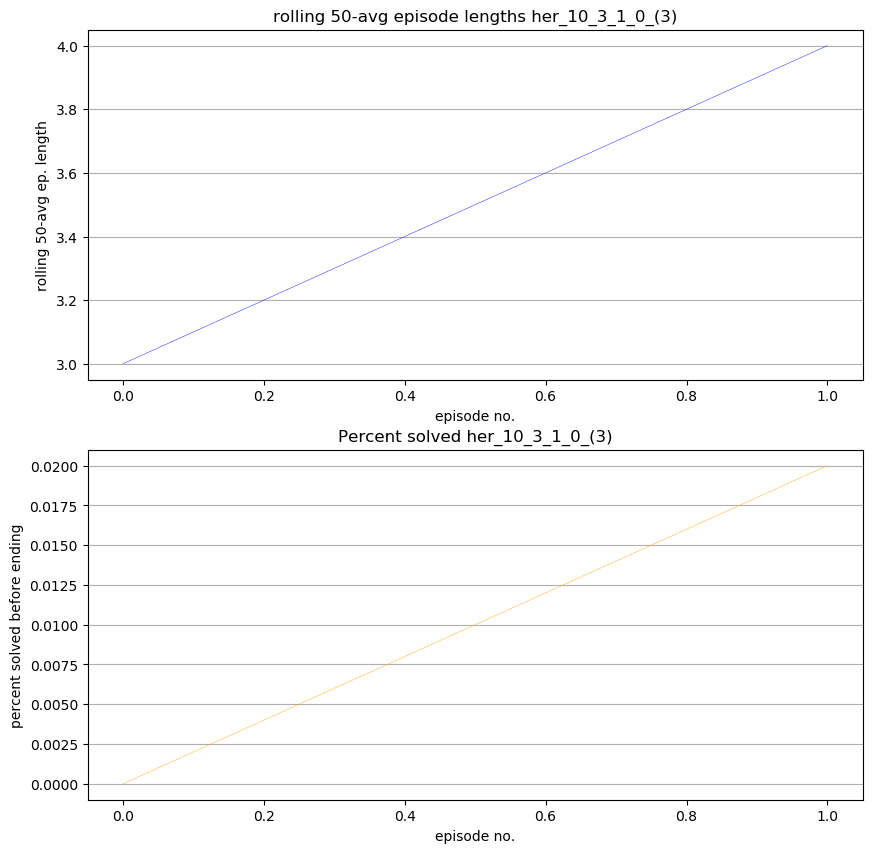 rolling 50-avg episode lengths her_10_3_1_0_(3)
4.0
3.8
3.6
3.4
3.2
3.0
rolling 50-avg ep. length
0.0 0.2 0.4 0.6 0.8 1.0
episode no.
Percent solved her_10_3_1_0_(3)
0.0200
0.0175
0.0150
0.0125
0.0100
0.0075
0.0050
0.0025
0.0000
percent solved before ending
0.0 0.2 0.4 0.6 0.8 1.0
episode no.